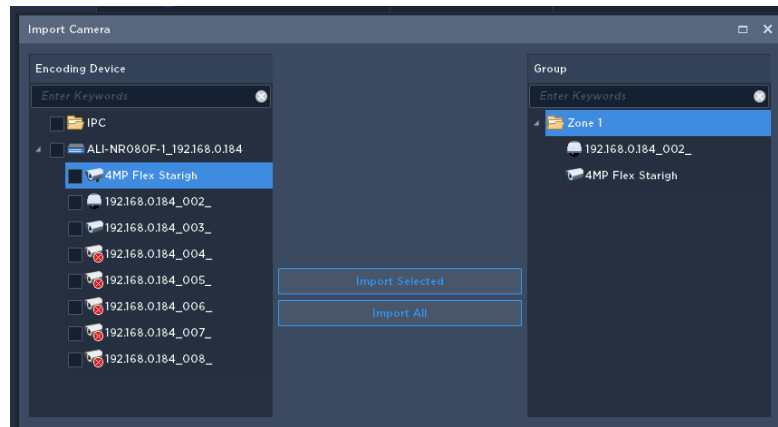 Import Camera
Encoding Device
Enter Keywords
IPC
ALI-NR080F-1_192.168.0.184
4MP Flex Starigh
192.168.0.184_002_
192.168.0.184_003_
192.168.0.184_004_
192.168.0.184_005_
192.168.0.184_006_
192.168.0.184_007_
192.168.0.184_008_
Import Selected
Import All
Group
Enter Keywords
Zone 1
192.168.0.184_002_
4MP Flex Starigh